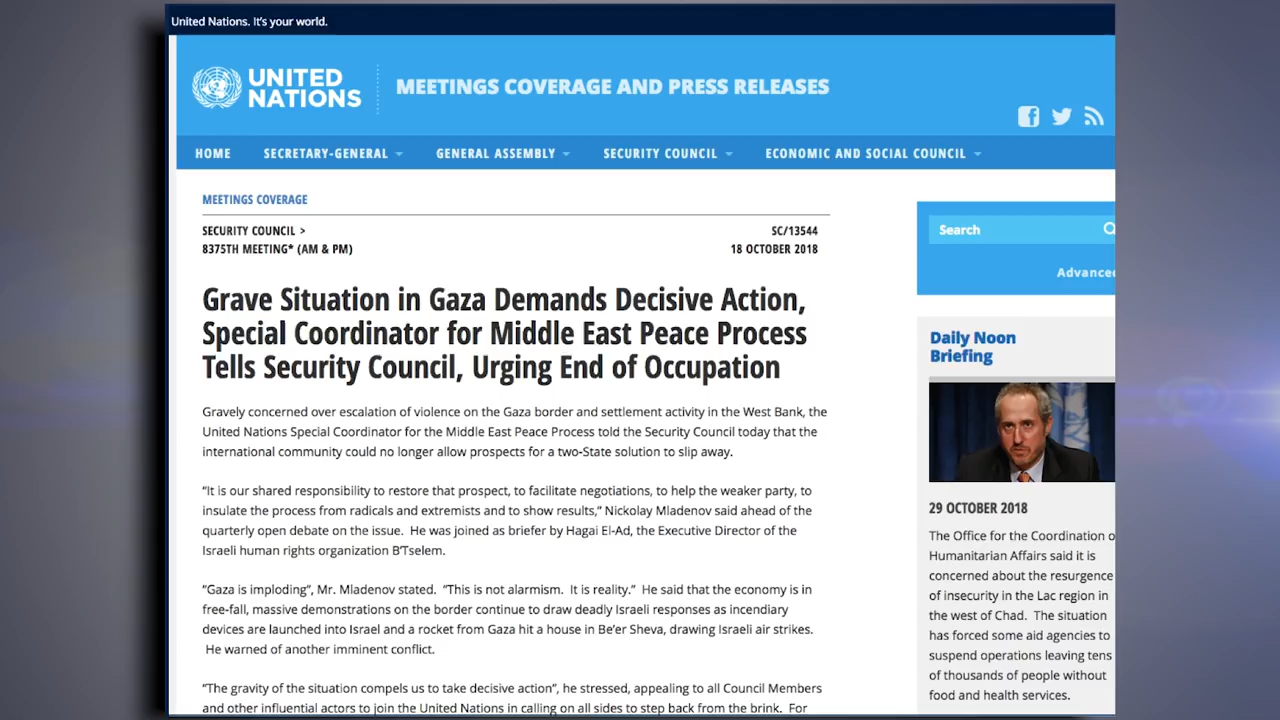 United Nations. It's your world.
UNITED
NATIONS
MEETINGS COVERAGE AND PRESS RELEASES
HOME SECRETARY-GENERAL GENERAL ASSEMBLY SECURITY COUNCIL ECONOMIC AND SOCIAL COUNCIL
MEETINGS COVERAGE
SECURITY COUNCIL > SC/13544
8375TH MEETING* (AM & PM) 18 OCTOBER 2018
Grave Situation in Gaza Demands Decisive Action,
Special Coordinator for Middle East Peace Process
Tells Security Council, Urging End of Occupation
Gravely concerned over escalation of violence on the Gaza border and settlement activity in the West Bank, the
United Nations Special Coordinator for the Middle East Peace Process told the Security Council today that the
international community could no longer allow prospects for a two-State solution to slip away.
“It is our shared responsibility to restore that prospect, to facilitate negotiations, to help the weaker party, to
insulate the process from radicals and extremists and to show results,” Nickolay Mladenov said ahead of the
quarterly open debate on the issue.  He was joined as briefer by Hagai El-Ad, the Executive Director of the
Israeli human rights organization B’Tselem.
“Gaza is imploding”, Mr. Mladenov stated.  “This is not alarmism.  It is reality.”  He said that the economy is in
free-fall, massive demonstrations on the border continue to draw deadly Israeli responses as incendiary
devices are launched into Israel and a rocket from Gaza hit a house in Be’er Sheva, drawing Israeli air strikes.
He warned of another imminent conflict.
“The gravity of the situation compels us to take decisive action”, he stressed, appealing to all Council Members
and other influential actors to join the United Nations in calling on all sides to step back from the brink.  For
Search
Advanced
Daily Noon
Briefing
29 OCTOBER 2018
The Office for the Coordination o
Humanitarian Affairs said it is
concerned about the resurgence
of insecurity in the Lac region in
the west of Chad.  The situation
has forced some aid agencies to
suspend operations leaving tens
of thousands of people without
food and health services.